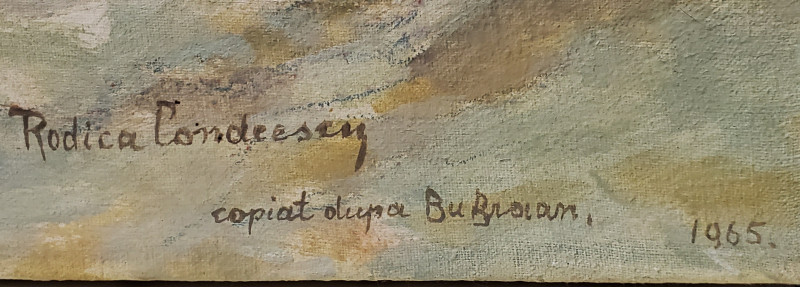 Rodica Condeescu
copiat dupa
1965.